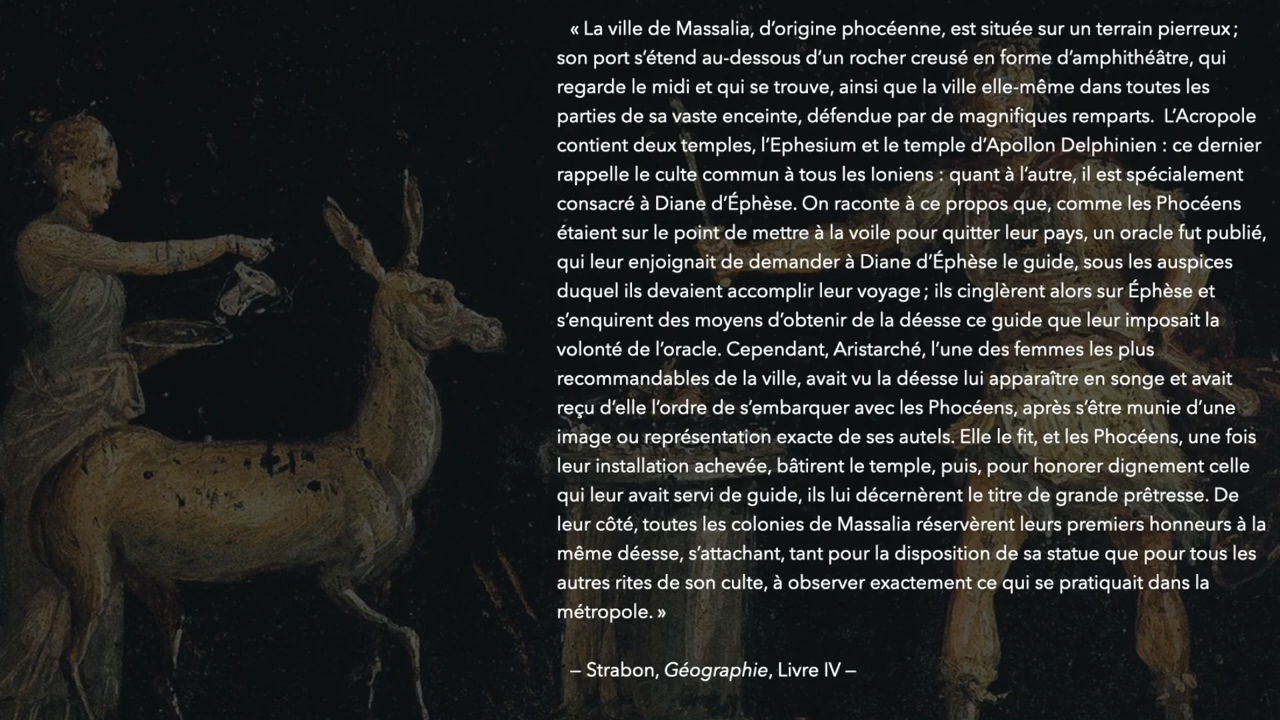 « La ville de Massalia, d’origine phocéenne, est située sur un terrain pierreux ;
son port s’étend au-dessous d’un rocher creusé en forme d’amphithéâtre, qui
regarde le midi et qui se trouve, ainsi que la ville elle-même dans toutes les
parties de sa vaste enceinte, défendue par de magnifiques remparts.  L’Acropole
contient deux temples, l’Ephesium et le temple d’Apollon Delphinien : ce dernier
rappelle le culte commun à tous les Ioniens : quant à l’autre, il est spécialement
consacré à Diane d’Éphèse. On raconte à ce propos que, comme les Phocéens
étaient sur le point de mettre à la voile pour quitter leur pays, un oracle fut publié,
qui leur enjoignait de demander à Diane d’Éphèse le guide, sous les auspices
duquel ils devaient accomplir leur voyage ; ils cinglèrent alors sur Éphèse et
s’enquirent des moyens d’obtenir de la déesse ce guide que leur imposait la
volonté de l’oracle. Cependant, Aristarché, l’une des femmes les plus
recommandables de la ville, avait vu la déesse lui apparaître en songe et avait
reçu d’elle l’ordre de s’embarquer avec les Phocéens, après s’être munie d’une
image ou représentation exacte de ses autels. Elle le fit, et les Phocéens, une fois
leur installation achevée, bâtirent le temple, puis, pour honorer dignement celle
qui leur avait servi de guide, ils lui décernèrent le titre de grande prêtresse. De
leur côté, toutes les colonies de Massalia réservèrent leurs premiers honneurs à la
même déesse, s’attachant, tant pour la disposition de sa statue que pour tous les
autres rites de son culte, à observer exactement ce qui se pratiquait dans la
métropole. »
– Strabon, Géographie, Livre IV –